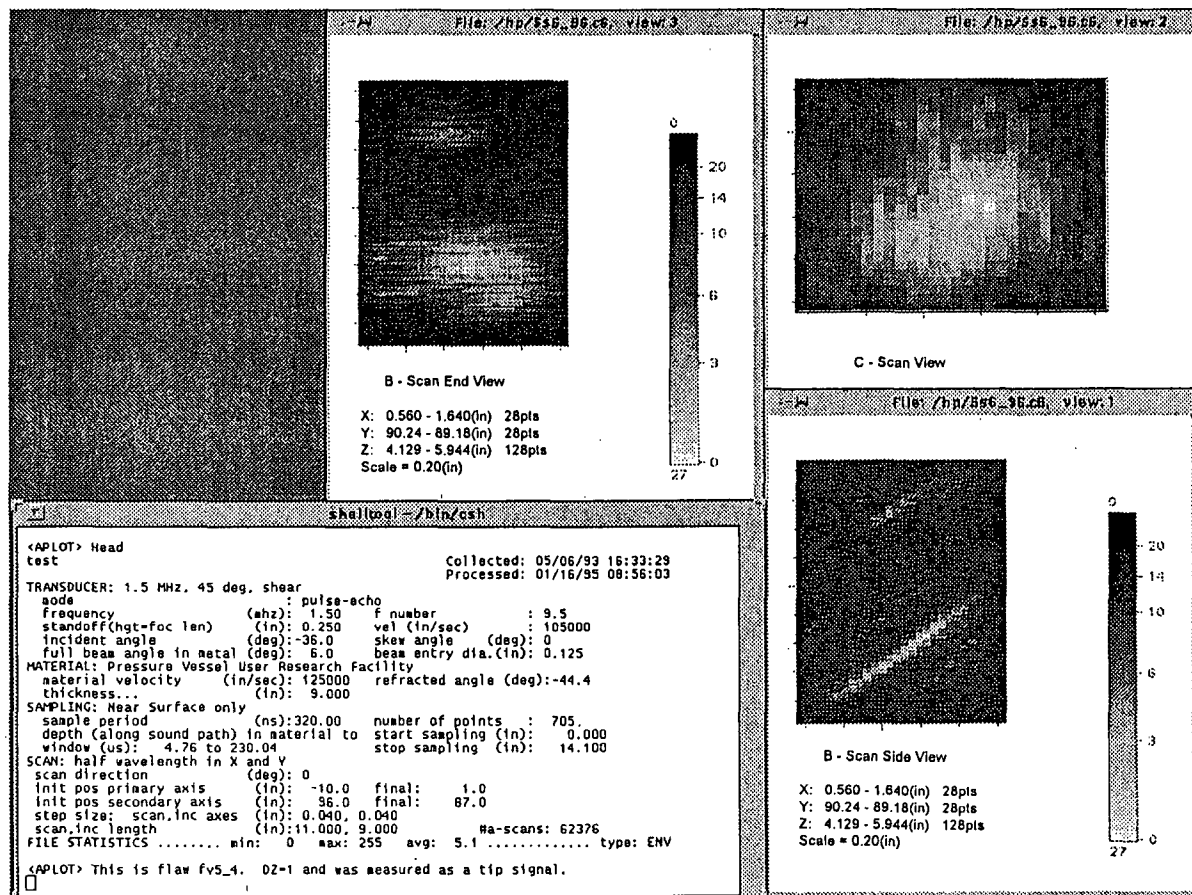 File: /hp/5s6_96.c6, view:3
0
20
14
10
6
3
0
27
B - Scan End View
X: 0.560 - 1.640(in) 28pts
Y: 90.24 - 89.18(in) 28pts
Z: 4.129 - 5.944(in) 128pts
Scale = 0.20(in)
File: /hp/5s6_96.c6, view:2
C - Scan View
File: /hp/5s6_96.c6, view:1
0
20
14
10
6
3
0
27
B - Scan Side View
X: 0.560 - 1.640(in) 28pts
Y: 90.24 - 89.18(in) 28pts
Z: 4.129 - 5.944(in) 128pts
Scale = 0.20(in)
shelltool - /bin/csh
<APLOT> Head
test Collected: 05/06/93 16:33:29
Processed: 01/16/95 08:56:03
TRANSDUCER: 1.5 MHz, 45 deg, shear
mode : pulse-echo
frequency (mhz): 1.50 f number : 9.5
standoff(hgt-foc len) (in): 0.250 vel (in/sec) : 105000
incident angle (deg):-36.0 skew angle (deg): 0
full beam angle in metal (deg): 6.0 beam entry dia.(in): 0.125
MATERIAL: Pressure Vessel User Research Facility
material velocity (in/sec): 125000 refracted angle (deg):-44.4
thickness... (in): 9.000
SAMPLING: Near Surface only
sample period (ns):320.00 number of points : 705.
depth (along sound path) in material to start sampling (in): 0.000
window (us): 4.76 to 230.04 stop sampling (in): 14.100
SCAN: half wavelength in X and Y
scan direction (deg): 0
init pos primary axis (in): -10.0 final: 1.0
init pos secondary axis (in): 96.0 final: 87.0
step size: scan,inc axes (in): 0.040, 0.040
scan,inc length (in):11.000, 9.000 #a-scans: 62376
FILE STATISTICS ........ min: 0 max: 255 avg: 5.1 ............. type: ENV
<APLOT> This is flaw fv5_4. DZ=1 and was measured as a tip signal.